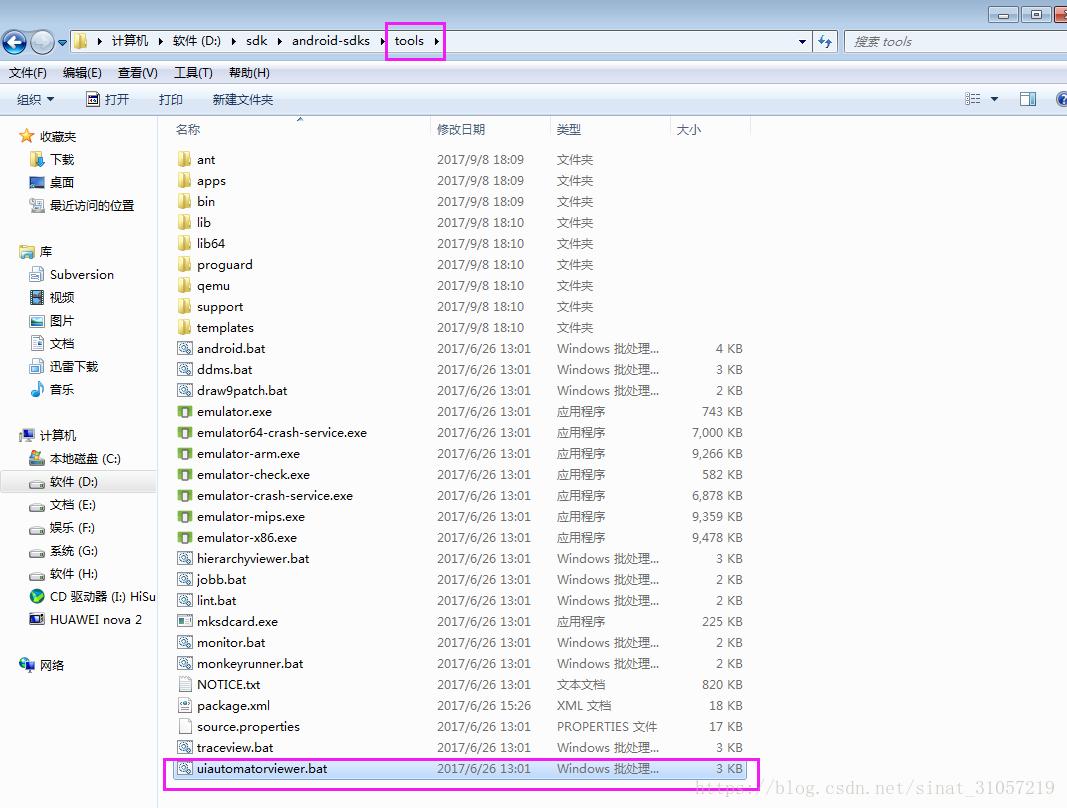 计算机 软件 (D:) sdk android-sdks tools 搜索 tools
文件(F) 编辑(E) 查看(V) 工具(T) 帮助(H)
组织 打开 打印 新建文件夹
收藏夹
下载
桌面
最近访问的位置
库
Subversion
视频
图片
文档
迅雷下载
音乐
计算机
本地磁盘 (C:)
软件 (D:)
文档 (E:)
娱乐 (F:)
系统 (G:)
软件 (H:)
CD 驱动器 (I:) HiSu
HUAWEI nova 2
网络
名称 修改日期 类型 大小
ant 2017/9/8 18:09 文件夹
apps 2017/9/8 18:09 文件夹
bin 2017/9/8 18:09 文件夹
lib 2017/9/8 18:10 文件夹
lib64 2017/9/8 18:10 文件夹
proguard 2017/9/8 18:10 文件夹
qemu 2017/9/8 18:10 文件夹
support 2017/9/8 18:10 文件夹
templates 2017/9/8 18:10 文件夹
android.bat 2017/6/26 13:01 Windows 批处理... 4 KB
ddms.bat 2017/6/26 13:01 Windows 批处理... 3 KB
draw9patch.bat 2017/6/26 13:01 Windows 批处理... 2 KB
emulator.exe 2017/6/26 13:01 应用程序 743 KB
emulator64-crash-service.exe 2017/6/26 13:01 应用程序 7,000 KB
emulator-arm.exe 2017/6/26 13:01 应用程序 9,266 KB
emulator-check.exe 2017/6/26 13:01 应用程序 582 KB
emulator-crash-service.exe 2017/6/26 13:01 应用程序 6,878 KB
emulator-mips.exe 2017/6/26 13:01 应用程序 9,359 KB
emulator-x86.exe 2017/6/26 13:01 应用程序 9,478 KB
hierarchyviewer.bat 2017/6/26 13:01 Windows 批处理... 3 KB
jobb.bat 2017/6/26 13:01 Windows 批处理... 2 KB
lint.bat 2017/6/26 13:01 Windows 批处理... 2 KB
mksdcard.exe 2017/6/26 13:01 应用程序 225 KB
monitor.bat 2017/6/26 13:01 Windows 批处理... 2 KB
monkeyrunner.bat 2017/6/26 13:01 Windows 批处理... 2 KB
NOTICE.txt 2017/6/26 13:01 文本文档 820 KB
package.xml 2017/6/26 15:26 XML 文档 18 KB
source.properties 2017/6/26 13:01 PROPERTIES 文件 17 KB
traceview.bat 2017/6/26 13:01 Windows 批处理... 3 KB
uiautomatorviewer.bat 2017/6/26 13:01 Windows 批处理... 3 KB
https://blog.csdn.net/sinat_31057219